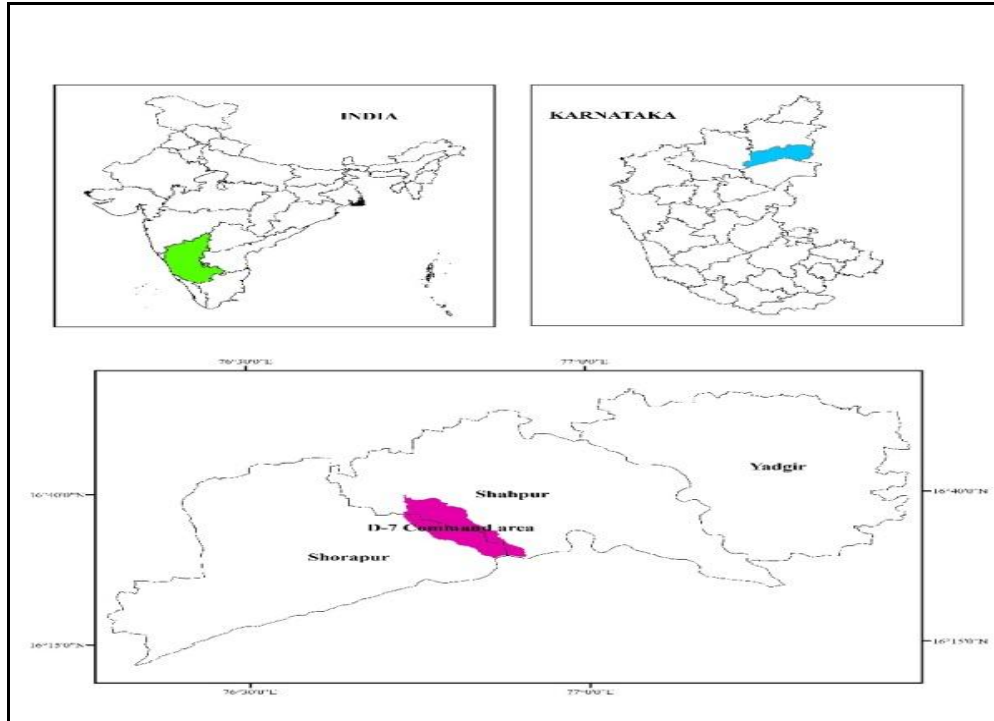 INDIA
KARNATAKA
76°30'0"E
77°0'0"E
Yadgir
16°40'0"N
Shahpur
16°40'0"N
D-7 Command area
Shorapur
16°15'0"N
16°15'0"N
76°30'0"E
77°0'0"E